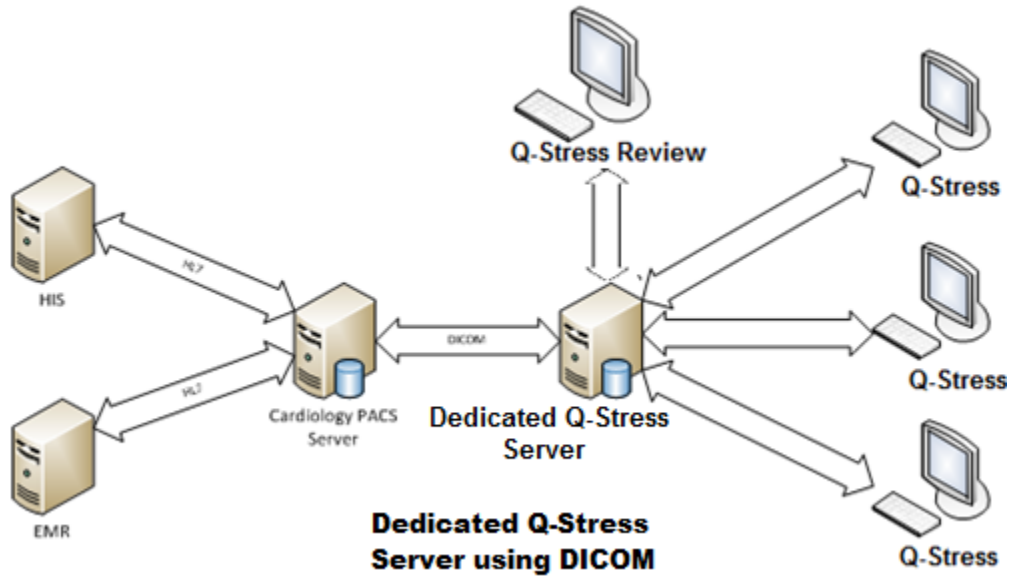 Q-Stress Review
Q-Stress
HL7
HIS
DICOM
Q-Stress
Cardiology PACS
Server
Dedicated Q-Stress
Server
HL7
EMR
Dedicated Q-Stress
Server using DICOM
Q-Stress